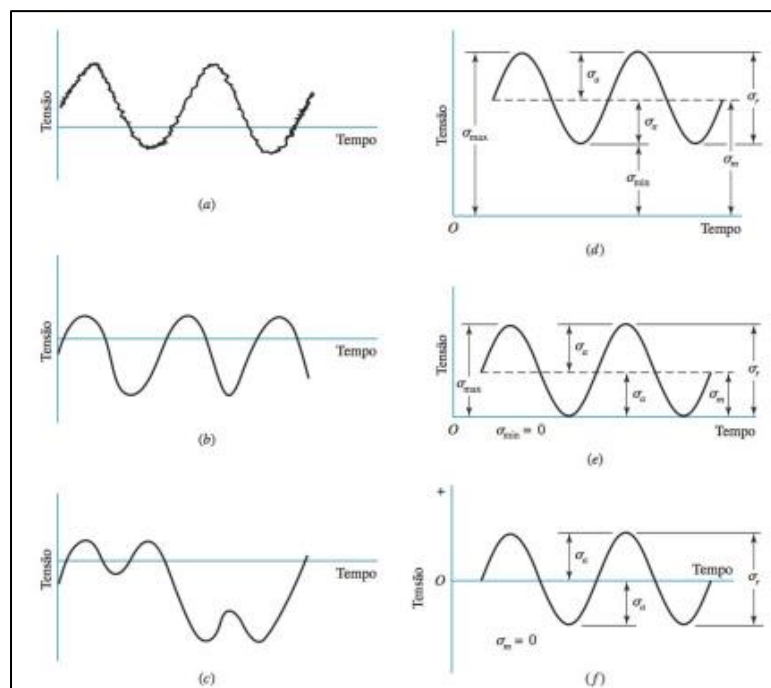 Tensão
Tempo
(a)
Tensão
Tempo
(b)
Tensão
Tempo
(c)
Tensão
σmax
σa
σa
σmin
σm
σr
O
Tempo
(d)
Tensão
σmax
σa
σa
σm
σr
O
σmin = 0
Tempo
(e)
+
Tensão
O
σa
σa
Tempo
σr
σm = 0
(f)